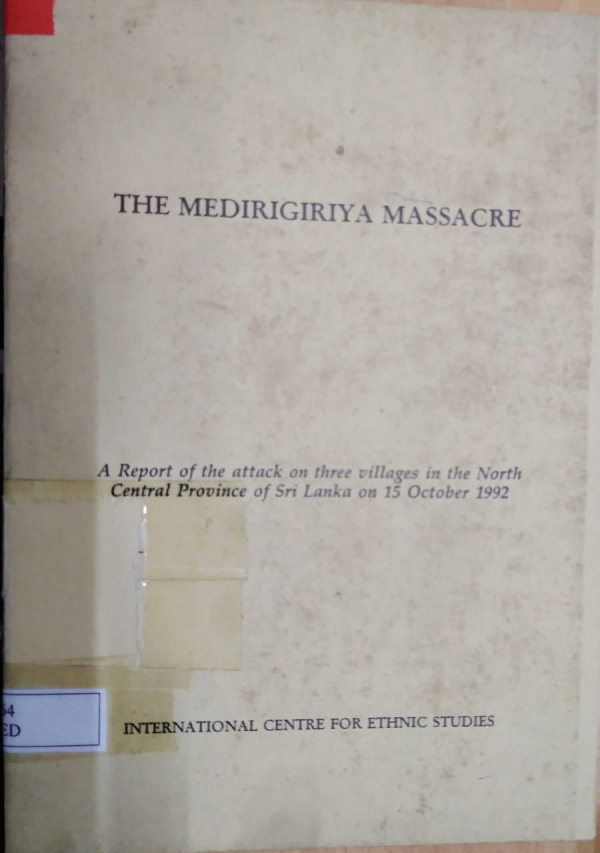 THE MEDIRIGIRIYA MASSACRE
A Report of the attack on three villages in the North
Central Province of Sri Lanka on 15 October 1992
64
ED
INTERNATIONAL CENTRE FOR ETHNIC STUDIES